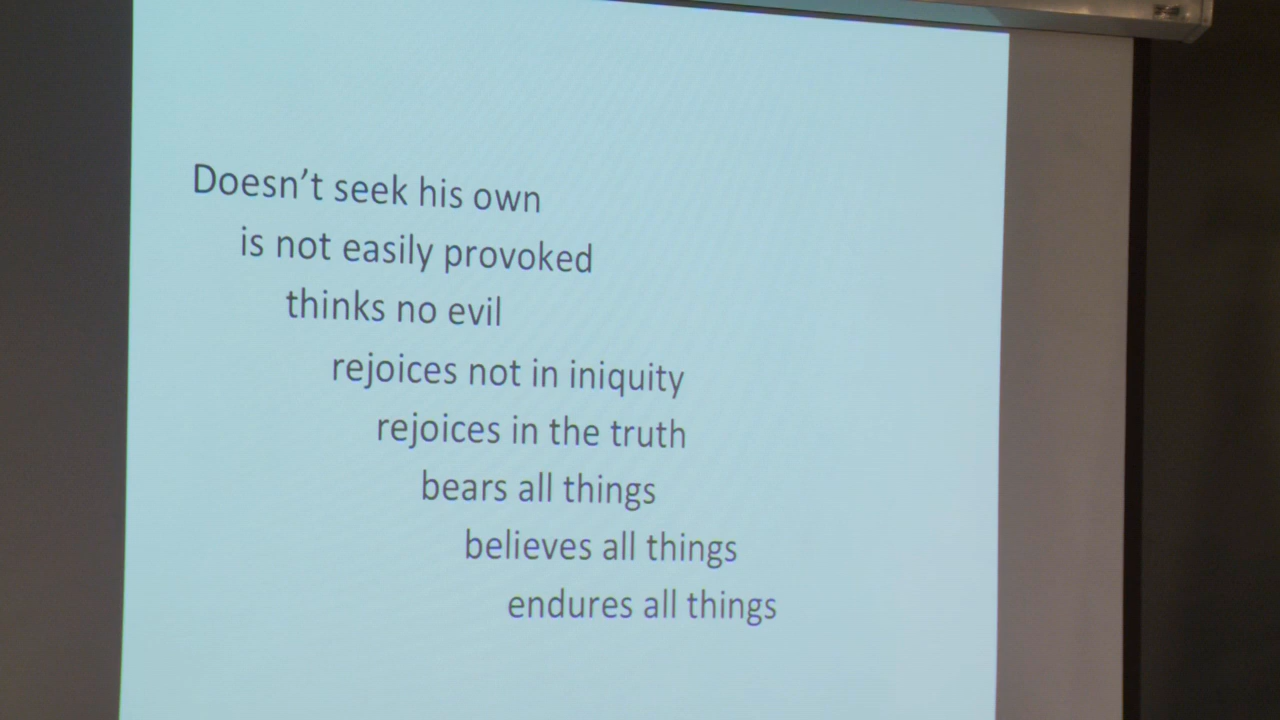 Doesn't seek his own
is not easily provoked
thinks no evil
rejoices not in iniquity
rejoices in the truth
bears all things
believes all things
endures all things